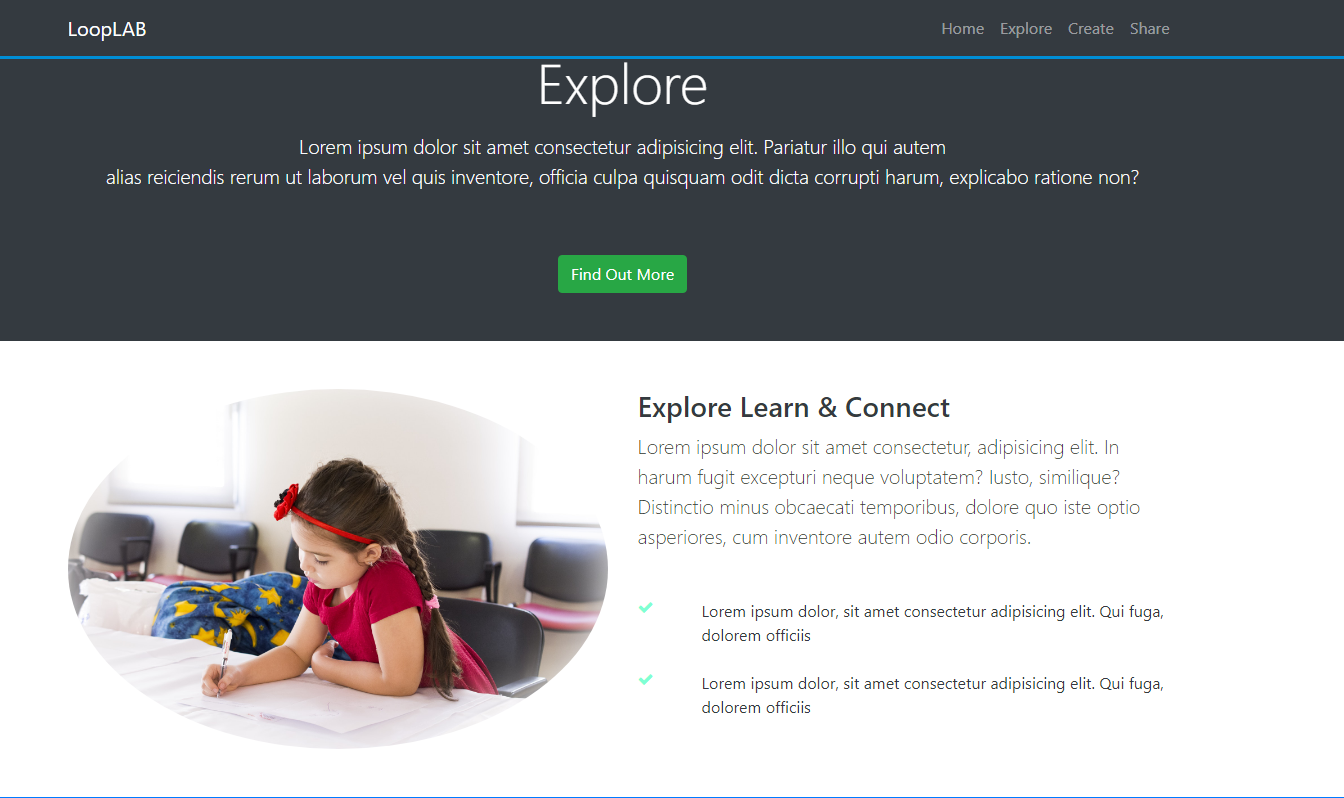 LoopLAB
Home Explore Create Share
Explore
Lorem ipsum dolor sit amet consectetur adipisicing elit. Pariatur illo qui autem
alias reiciendis rerum ut laborum vel quis inventore, officia culpa quisquam odit dicta corrupti harum, explicabo ratione non?
Find Out More
Explore Learn & Connect
Lorem ipsum dolor sit amet consectetur, adipisicing elit. In
harum fugit excepturi neque voluptatem? Iusto, similique?
Distinctio minus obcaecati temporibus, dolore quo iste optio
asperiores, cum inventore autem odio corporis.
Lorem ipsum dolor, sit amet consectetur adipisicing elit. Qui fuga,
dolorem officiis
Lorem ipsum dolor, sit amet consectetur adipisicing elit. Qui fuga,
dolorem officiis